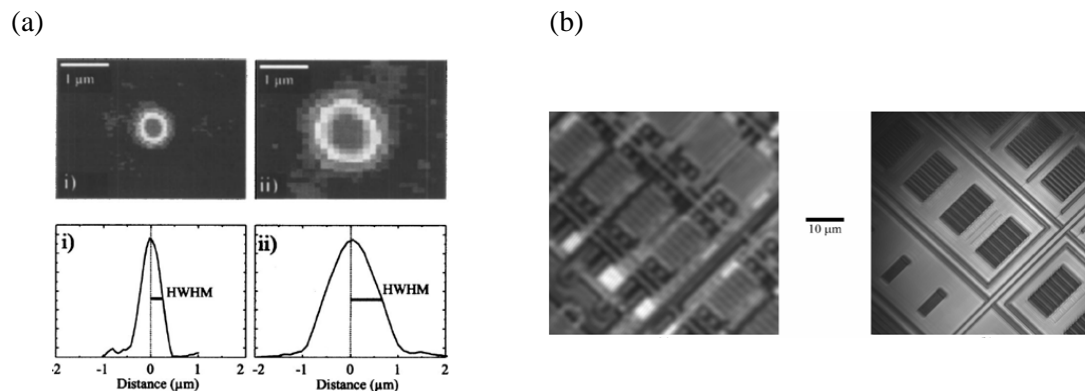 (a)
(b)
1 µm
1 µm
i)
ii)
i)
ii)
HWHM
HWHM
10 µm
-2 -1 0 1 -2 -1 0 1 2
Distance (µm)
Distance (µm)